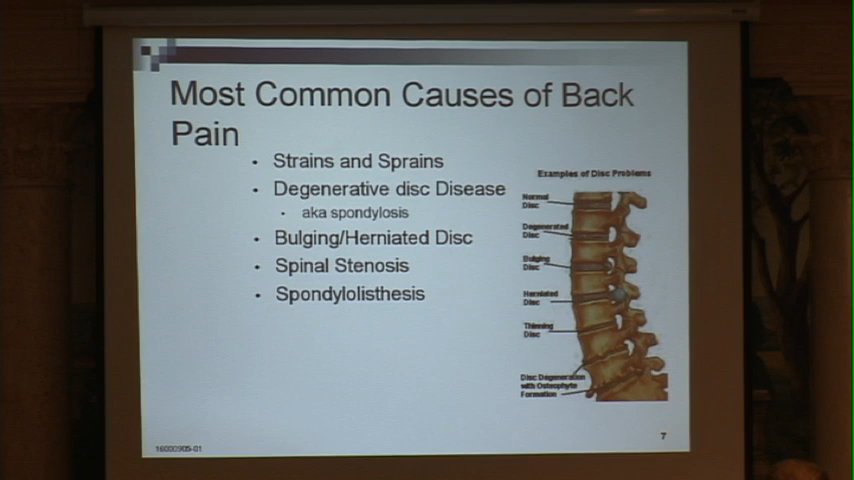 Most Common Causes of Back
Pain
• Strains and Sprains
• Degenerative disc Disease
• aka spondylosis
• Bulging/Herniated Disc
• Spinal Stenosis
• Spondylolisthesis
Examples of Disc Problems
Normal
Disc
Degenerated
Disc
Bulging
Disc
Herniated
Disc
Thinning
Disc
Disc Degeneration
with Osteophyte
Formation
7